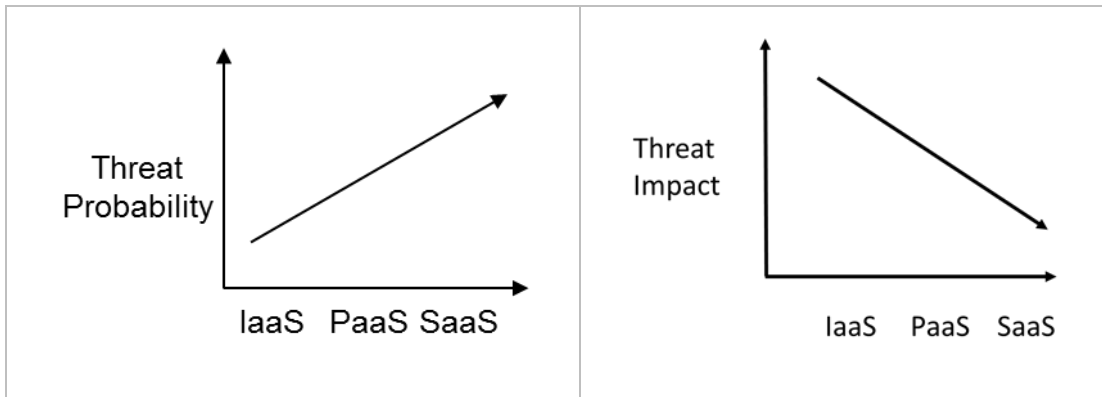 Threat
Probability
IaaS PaaS SaaS
Threat
Impact
IaaS PaaS SaaS